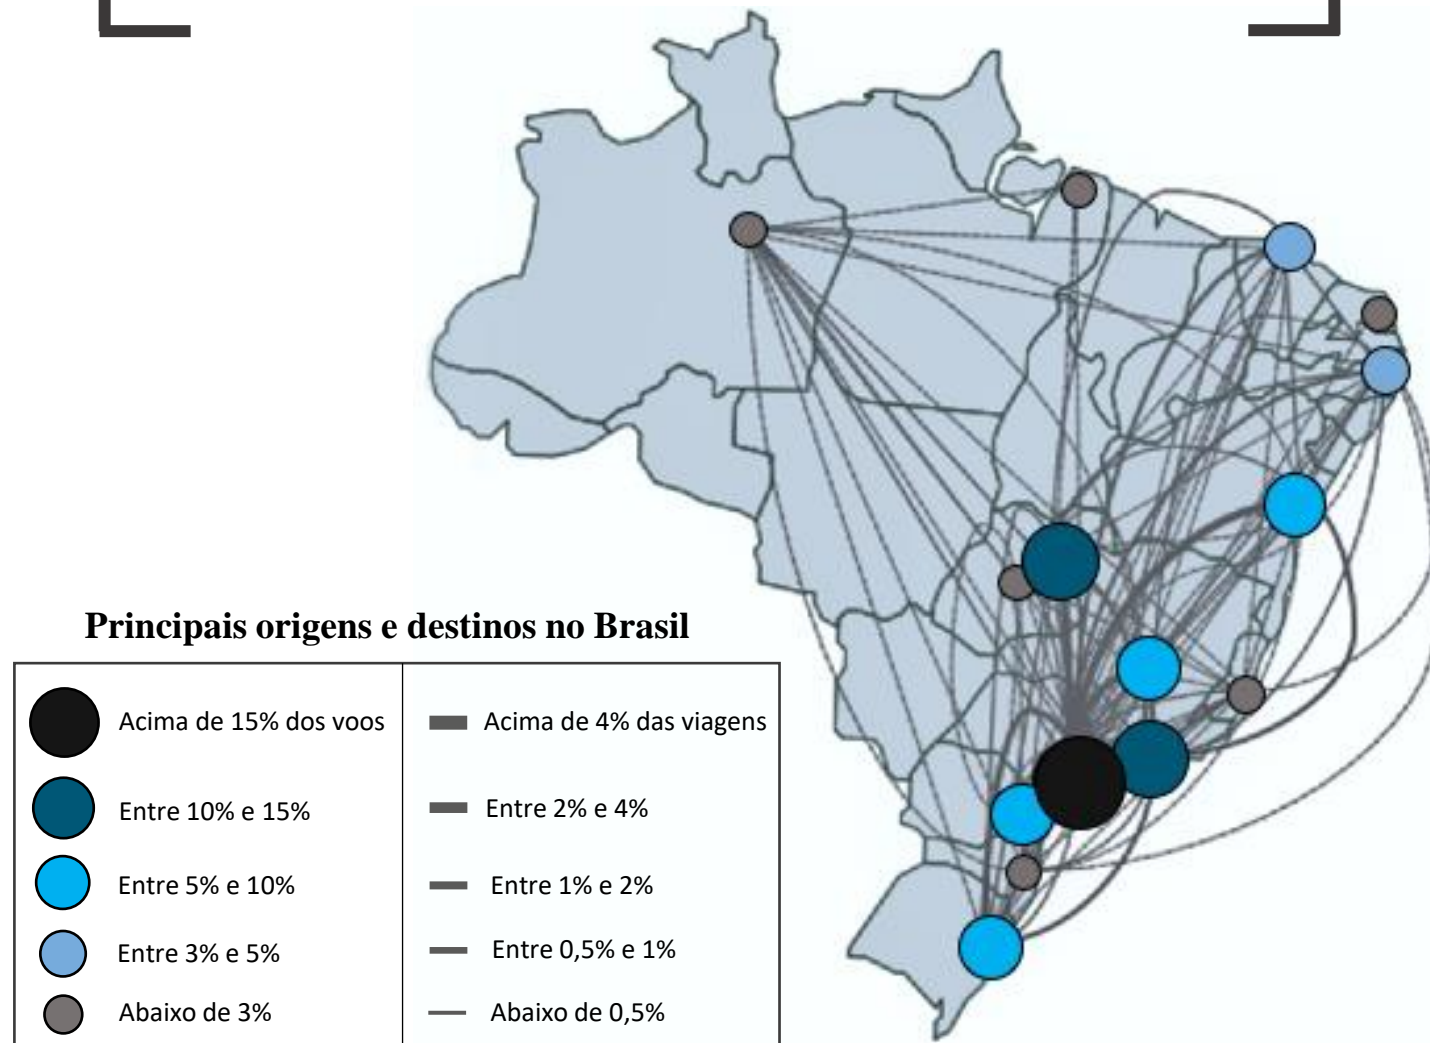 Principais origens e destinos no Brasil
Acima de 15% dos voos
Entre 10% e 15%
Entre 5% e 10%
Entre 3% e 5%
Abaixo de 3%
Acima de 4% das viagens
Entre 2% e 4%
Entre 1% e 2%
Entre 0,5% e 1%
Abaixo de 0,5%